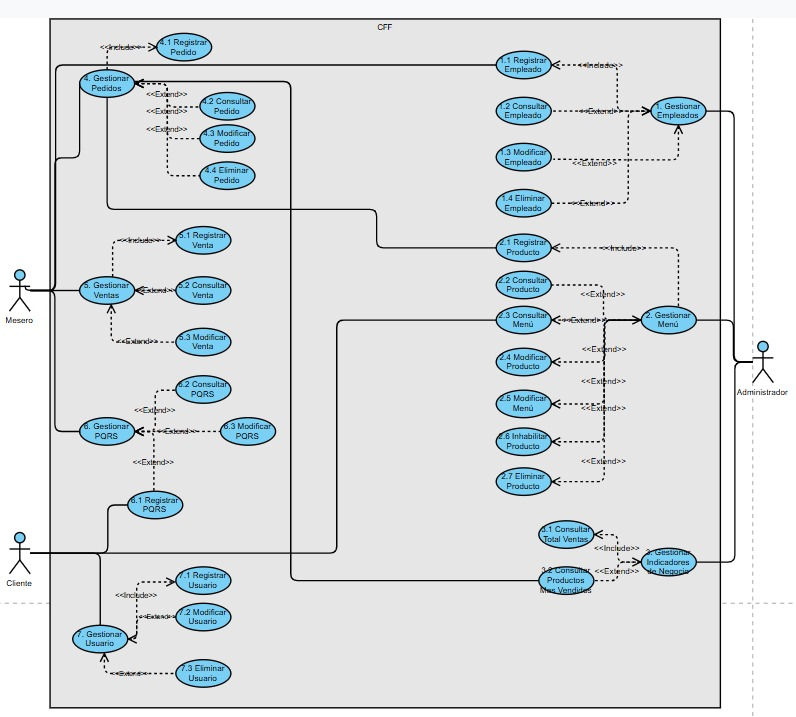 CFF
4.1 Registrar
Pedido
<<Include>>
4. Gestionar
Pedidos
<<Extend>>
4.2 Consultar
Pedido
<<Extend>>
<<Extend>>
4.3 Modificar
Pedido
4.4 Eliminar
Pedido
1.1 Registrar
Empleado
<<Include>>
1.2 Consultar
Empleado
<<Extend>>
1. Gestionar
Empleados
1.3 Modificar
Empleado
<<Extend>>
1.4 Eliminar
Empleado
<<Extend>>
5.1 Registrar
Venta
<<Include>>
5. Gestionar
Ventas
<<Extend>>
5.2 Consultar
Venta
<<Extend>>
5.3 Modificar
Venta
Mesero
2.1 Registrar
Producto
<<Include>>
2.2 Consultar
Producto
<<Extend>>
2.3 Consultar
Menú
<<Extend>>
2. Gestionar
Menú
<<Extend>>
2.4 Modificar
Producto
<<Extend>>
2.5 Modificar
Menú
<<Extend>>
2.6 Inhabilitar
Producto
<<Extend>>
2.7 Eliminar
Producto
Administrador
6.2 Consultar
PQRS
<<Extend>>
6. Gestionar
PQRS
<<Extend>>
6.3 Modificar
PQRS
<<Extend>>
6.1 Registrar
PQRS
3.1 Consultar
Total Ventas
<<Include>>
3. Gestionar
Indicadores
de Negocio
<<Extend>>
3.2 Consultar
Productos
Mas Vendidos
Cliente
7.1 Registrar
Usuario
<<Include>>
7.2 Modificar
Usuario
<<Extend>>
7. Gestionar
Usuario
7.3 Eliminar
Usuario
<<Extend>>